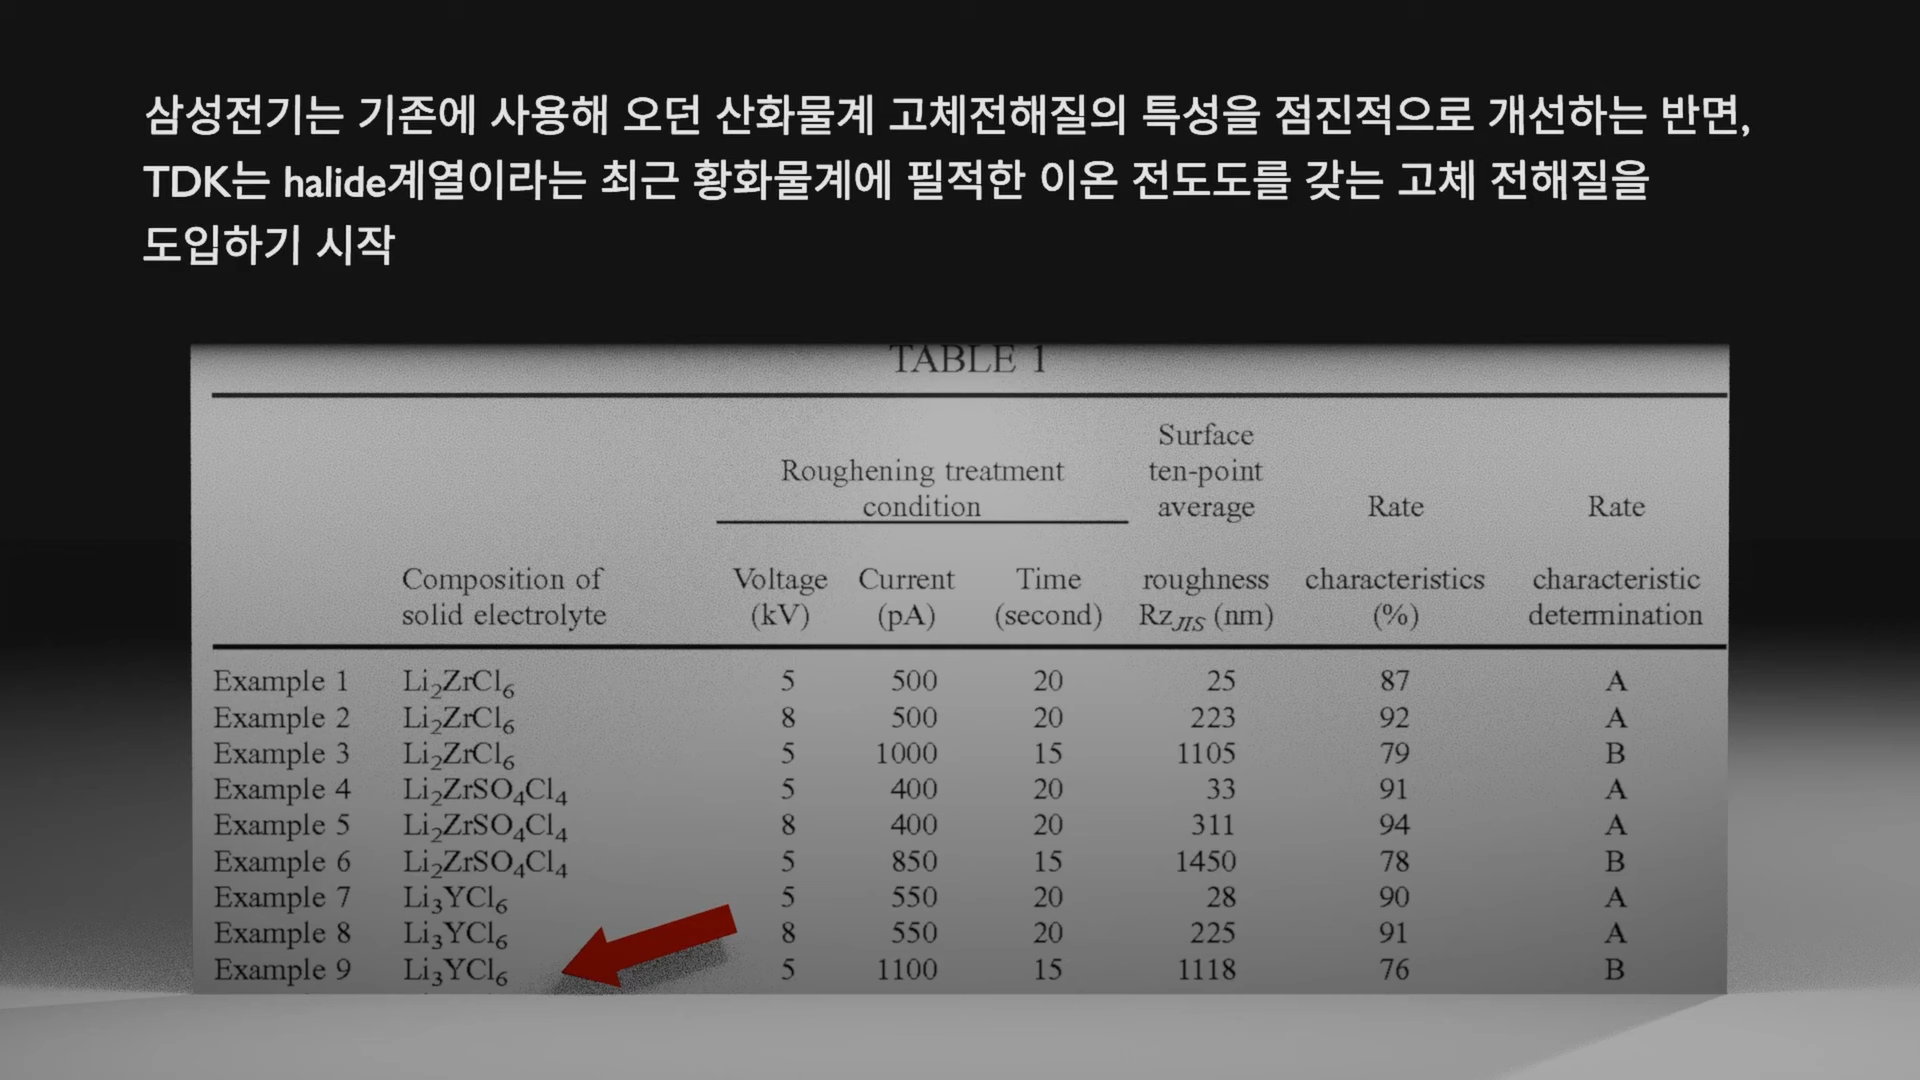 삼성전기는 기존에 사용해 오던 산화물계 고체전해질의 특성을 점진적으로 개선하는 반면,
TDK는 halide계열이라는 최근 황화물계에 필적한 이온 전도도를 갖는 고체 전해질을
도입하기 시작
TABLE 1
Surface
Roughening treatment ten-point
condition average Rate Rate
Composition of Voltage Current Time roughness characteristics characteristic
solid electrolyte (kV) (pA) (second) Rz_JIS (nm) (%) determination
Example 1 Li₂ZrCl₆ 5 500 20 25 87 A
Example 2 Li₂ZrCl₆ 8 500 20 223 92 A
Example 3 Li₂ZrCl₆ 5 1000 15 1105 79 B
Example 4 Li₂ZrSO₄Cl₄ 5 400 20 33 91 A
Example 5 Li₂ZrSO₄Cl₄ 8 400 20 311 94 A
Example 6 Li₂ZrSO₄Cl₄ 5 850 15 1450 78 B
Example 7 Li₃YCl₆ 5 550 20 28 90 A
Example 8 Li₃YCl₆ 8 550 20 225 91 A
Example 9 Li₃YCl₆ 5 1100 15 1118 76 B